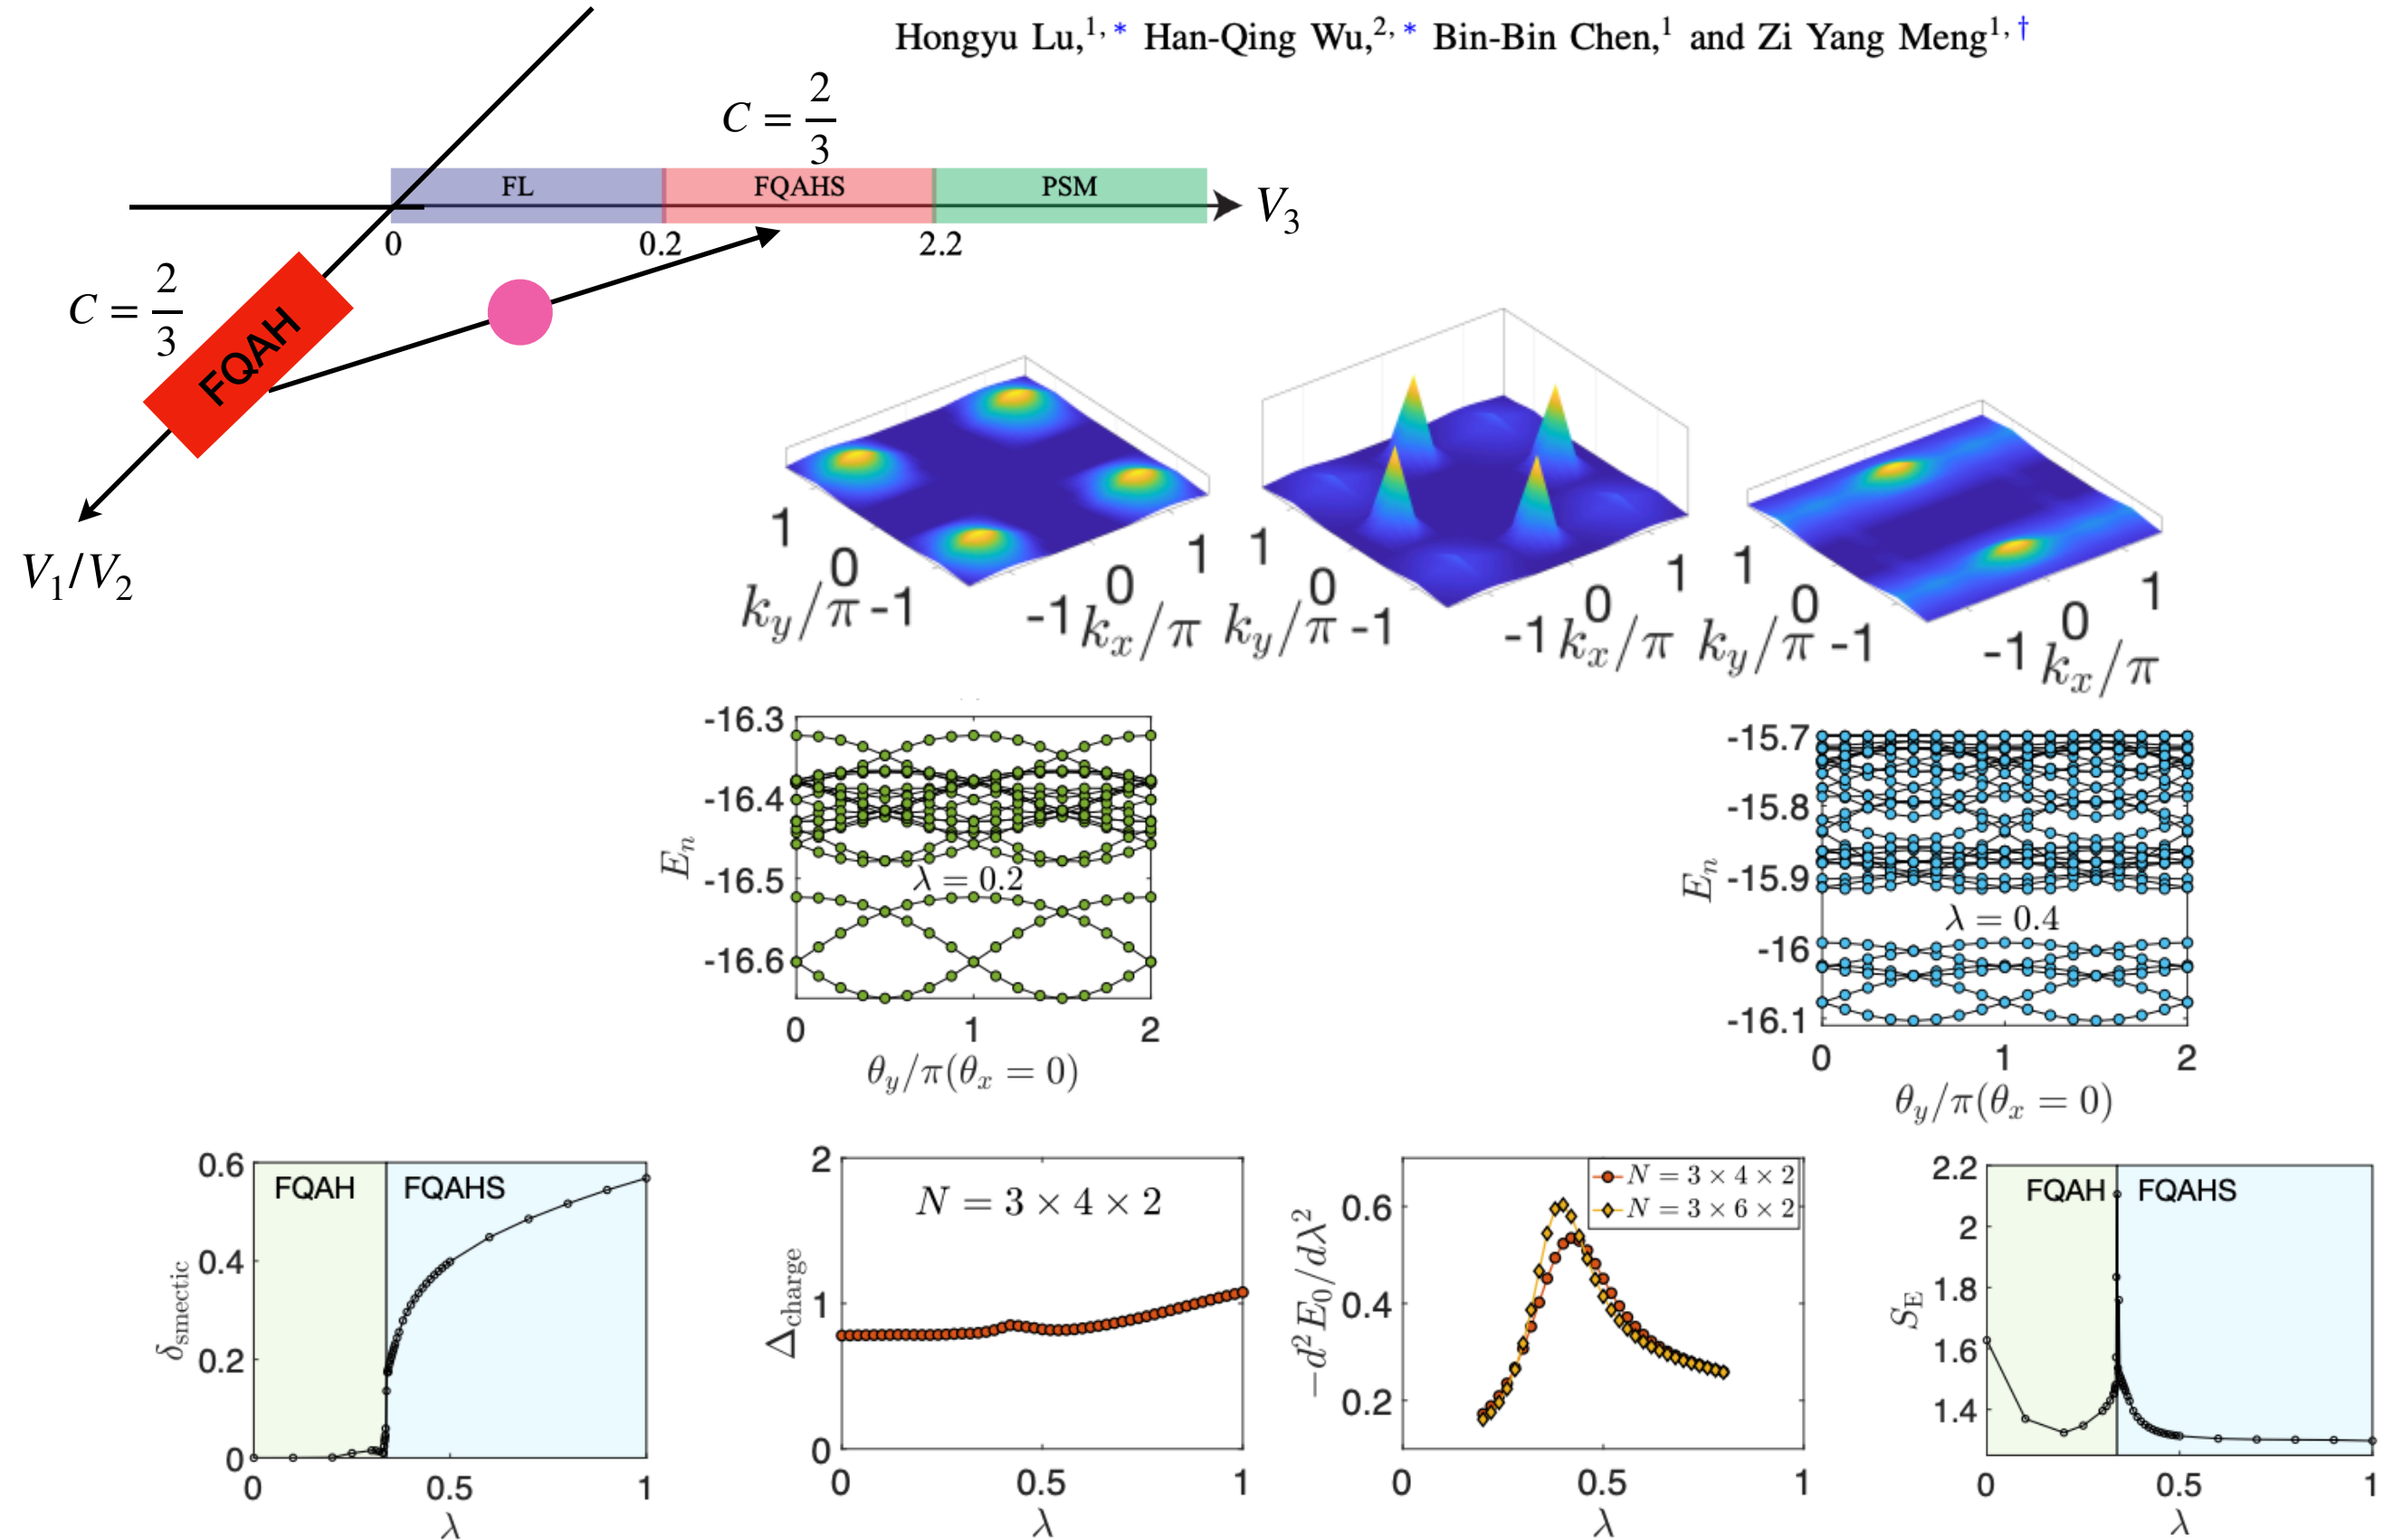 Hongyu Lu,1, * Han-Qing Wu,2, * Bin-Bin Chen,1 and Zi Yang Meng1, †
C = 2/3
FL FQAHS PSM
V3
0 0.2 2.2
C = 2/3
FQAH
V1/V2
1 0 -1 ky/π
-1 0 1 kx/π
1 0 -1 ky/π
-1 0 1 kx/π
1 0 -1 ky/π
-1 0 1 kx/π
-16.3
-16.4
-16.5
-16.6
En
λ = 0.2
0 1 2
θy/π(θx = 0)
-15.7
-15.8
-15.9
-16
-16.1
En
λ = 0.4
0 1 2
θy/π(θx = 0)
0.6
0.4
0.2
0
δsmectic
FQAH FQAHS
0 0.5 1
λ
2
1
0
Δcharge
N = 3 × 4 × 2
0 0.5 1
λ
0.6
0.4
0.2
−d²E0/dλ²
N = 3 × 4 × 2
N = 3 × 6 × 2
0 0.5 1
λ
2.2
2
1.8
1.6
1.4
SE
FQAH FQAHS
0 0.5 1
λ